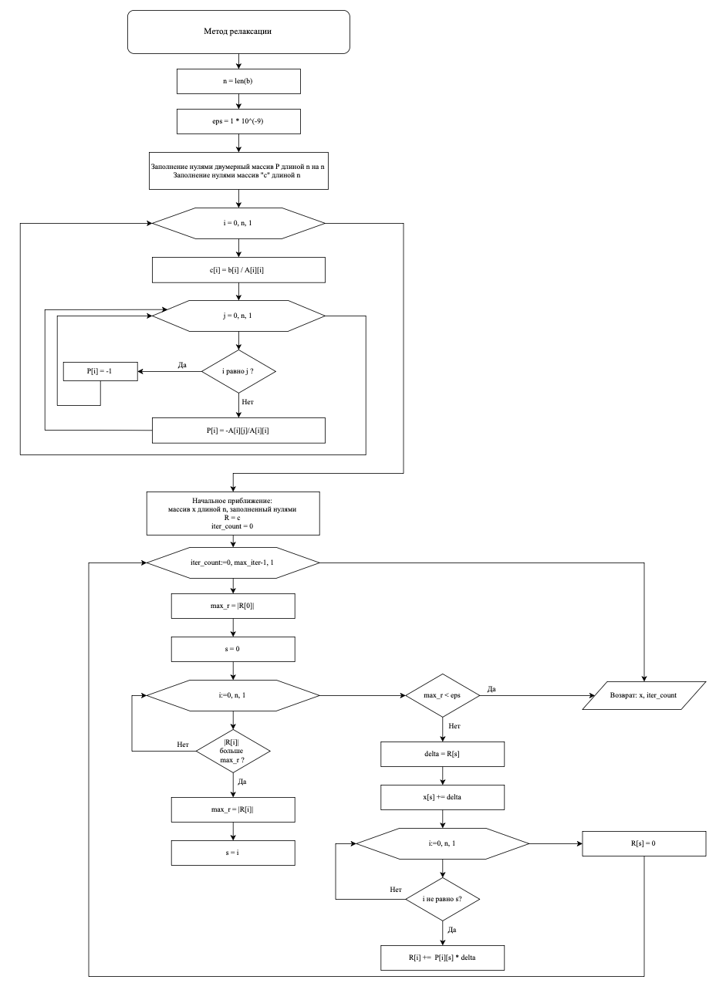 Метод релаксации
n = len(b)
eps = 1 * 10^(-9)
Заполнение нулями двумерный массив P длиной n на n
Заполнение нулями массив "c" длиной n
i = 0, n, 1
c[i] = b[i] / A[i][i]
j = 0, n, 1
i равно j ?
Да
P[i] = -1
Нет
P[i] = -A[i][j]/A[i][i]
Начальное приближение:
массив x длиной n, заполненный нулями
R = c
iter_count = 0
iter_count:=0, max_iter-1, 1
max_r = |R[0]|
s = 0
i:=0, n, 1
|R[i]|
больше
max_r ?
Нет
Да
max_r = |R[i]|
s = i
max_r < eps
Да
Возврат: x, iter_count
Нет
delta = R[s]
x[s] += delta
i:=0, n, 1
R[s] = 0
i не равно s?
Нет
Да
R[i] += P[i][s] * delta